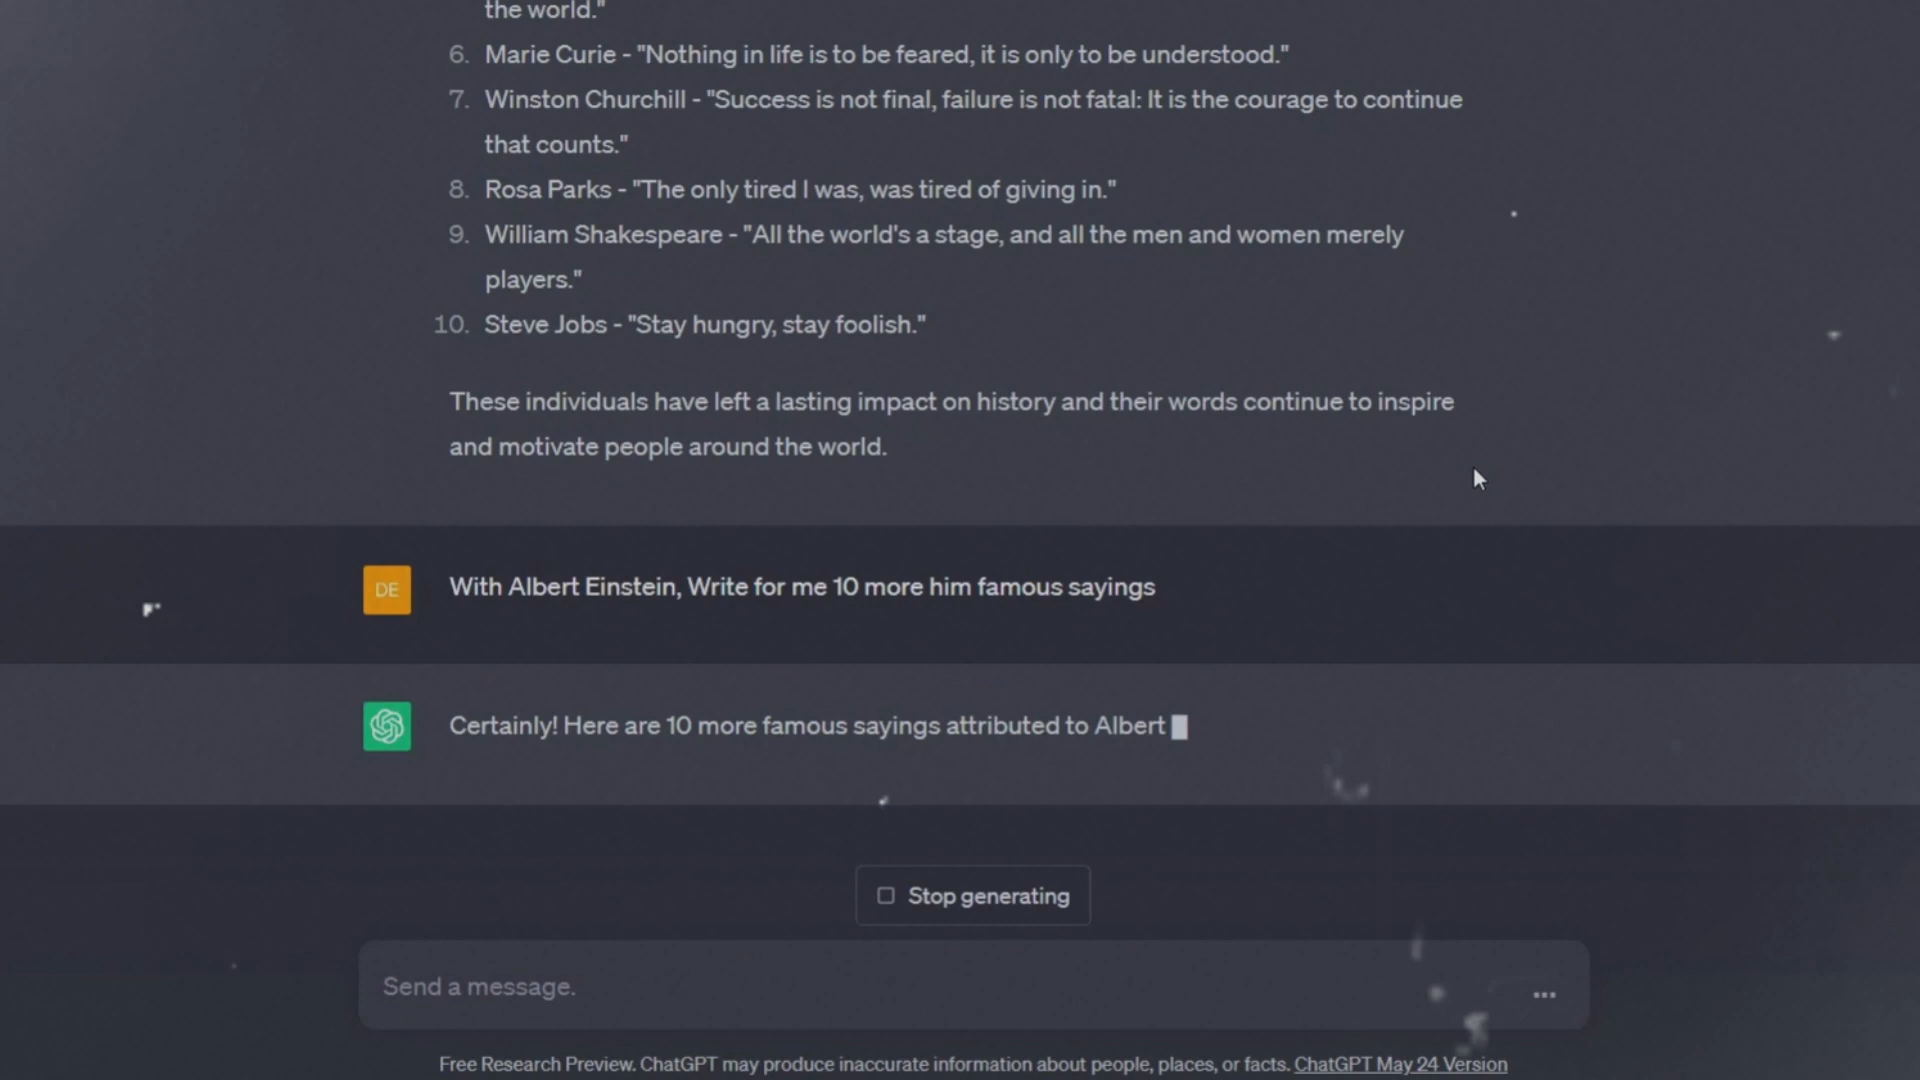 the world."
6. Marie Curie - "Nothing in life is to be feared, it is only to be understood."
7. Winston Churchill - "Success is not final, failure is not fatal: It is the courage to continue
that counts."
8. Rosa Parks - "The only tired I was, was tired of giving in."
9. William Shakespeare - "All the world's a stage, and all the men and women merely
players."
10. Steve Jobs - "Stay hungry, stay foolish."
These individuals have left a lasting impact on history and their words continue to inspire
and motivate people around the world.
DE With Albert Einstein, Write for me 10 more him famous sayings
Certainly! Here are 10 more famous sayings attributed to Albert
Stop generating
Send a message.
Free Research Preview. ChatGPT may produce inaccurate information about people, places, or facts. ChatGPT May 24 Version